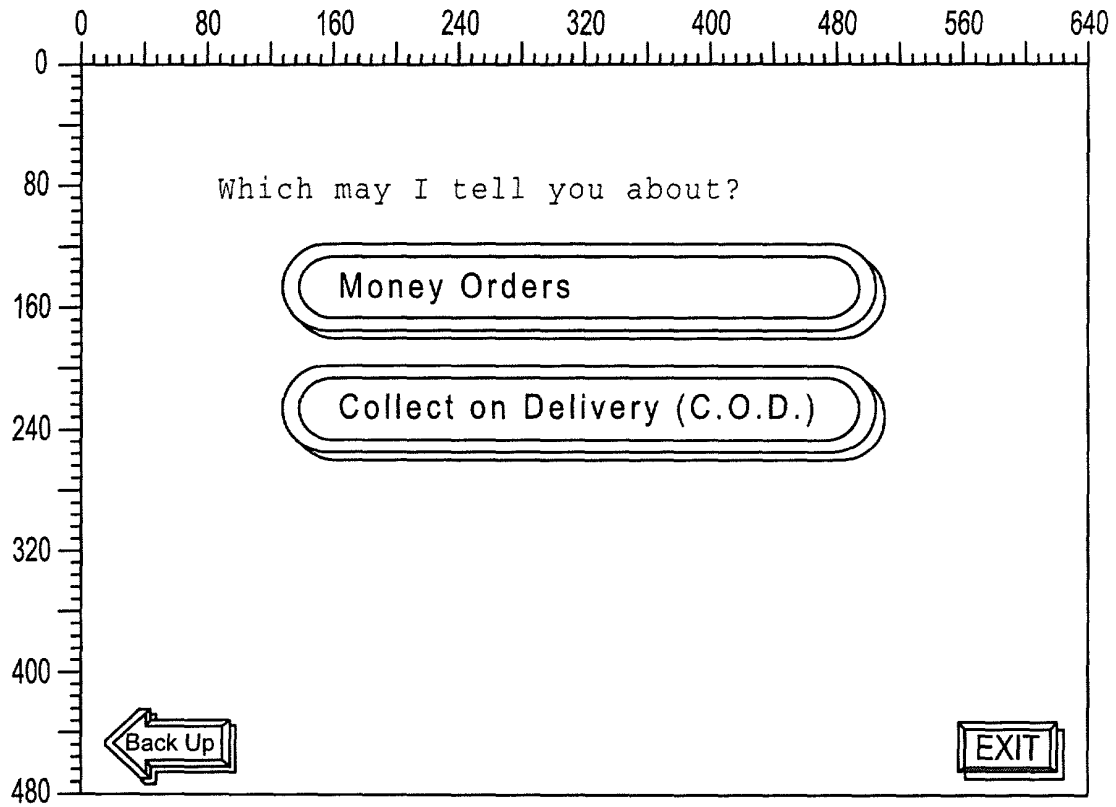 0 80 160 240 320 400 480 560 640
0
80
Which may I tell you about?
Money Orders
160
Collect on Delivery (C.O.D.)
240
320
400
Back Up
EXIT
480